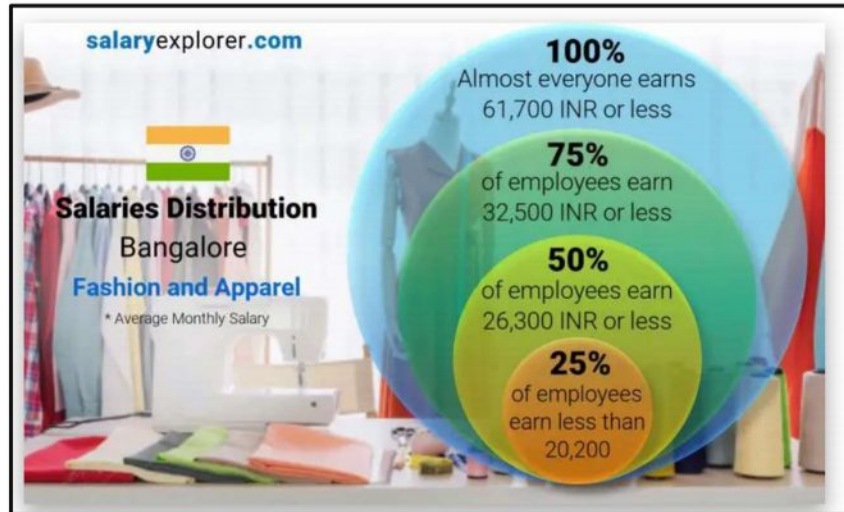 salaryexplorer.com
Salaries Distribution
Bangalore
Fashion and Apparel
* Average Monthly Salary
100%
Almost everyone earns
61,700 INR or less
75%
of employees earn
32,500 INR or less
50%
of employees earn
26,300 INR or less
25%
of employees
earn less than
20,200